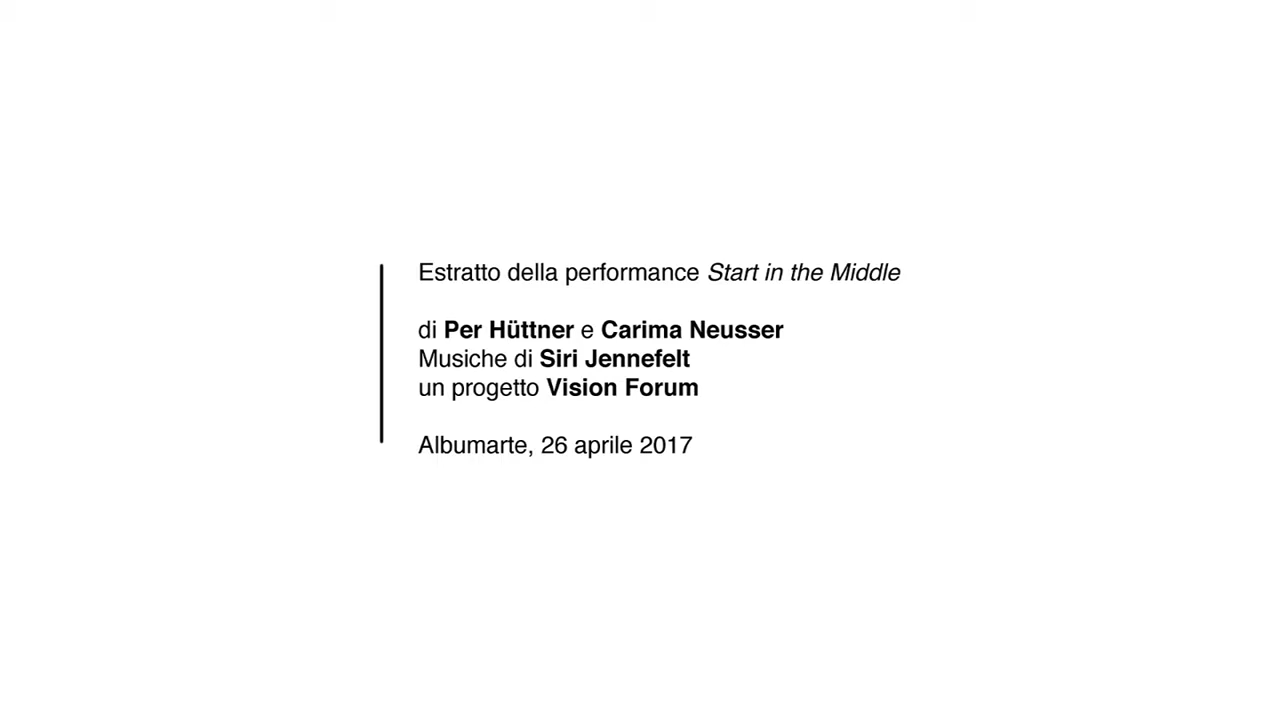 Estratto della performance Start in the Middle
di Per Hüttner e Carima Neusser
Musiche di Siri Jennefelt
un progetto Vision Forum
Albumarte, 26 aprile 2017